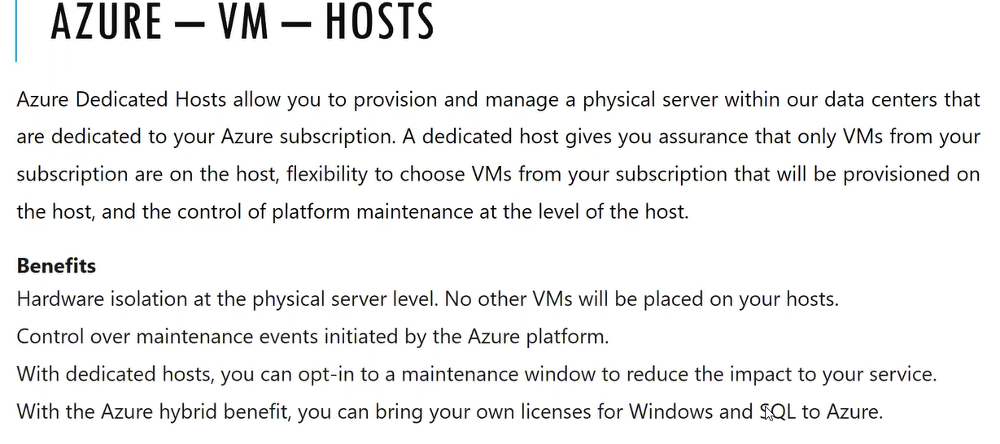 AZURE – VM – HOSTS
Azure Dedicated Hosts allow you to provision and manage a physical server within our data centers that
are dedicated to your Azure subscription. A dedicated host gives you assurance that only VMs from your
subscription are on the host, flexibility to choose VMs from your subscription that will be provisioned on
the host, and the control of platform maintenance at the level of the host.
Benefits
Hardware isolation at the physical server level. No other VMs will be placed on your hosts.
Control over maintenance events initiated by the Azure platform.
With dedicated hosts, you can opt-in to a maintenance window to reduce the impact to your service.
With the Azure hybrid benefit, you can bring your own licenses for Windows and SQL to Azure.